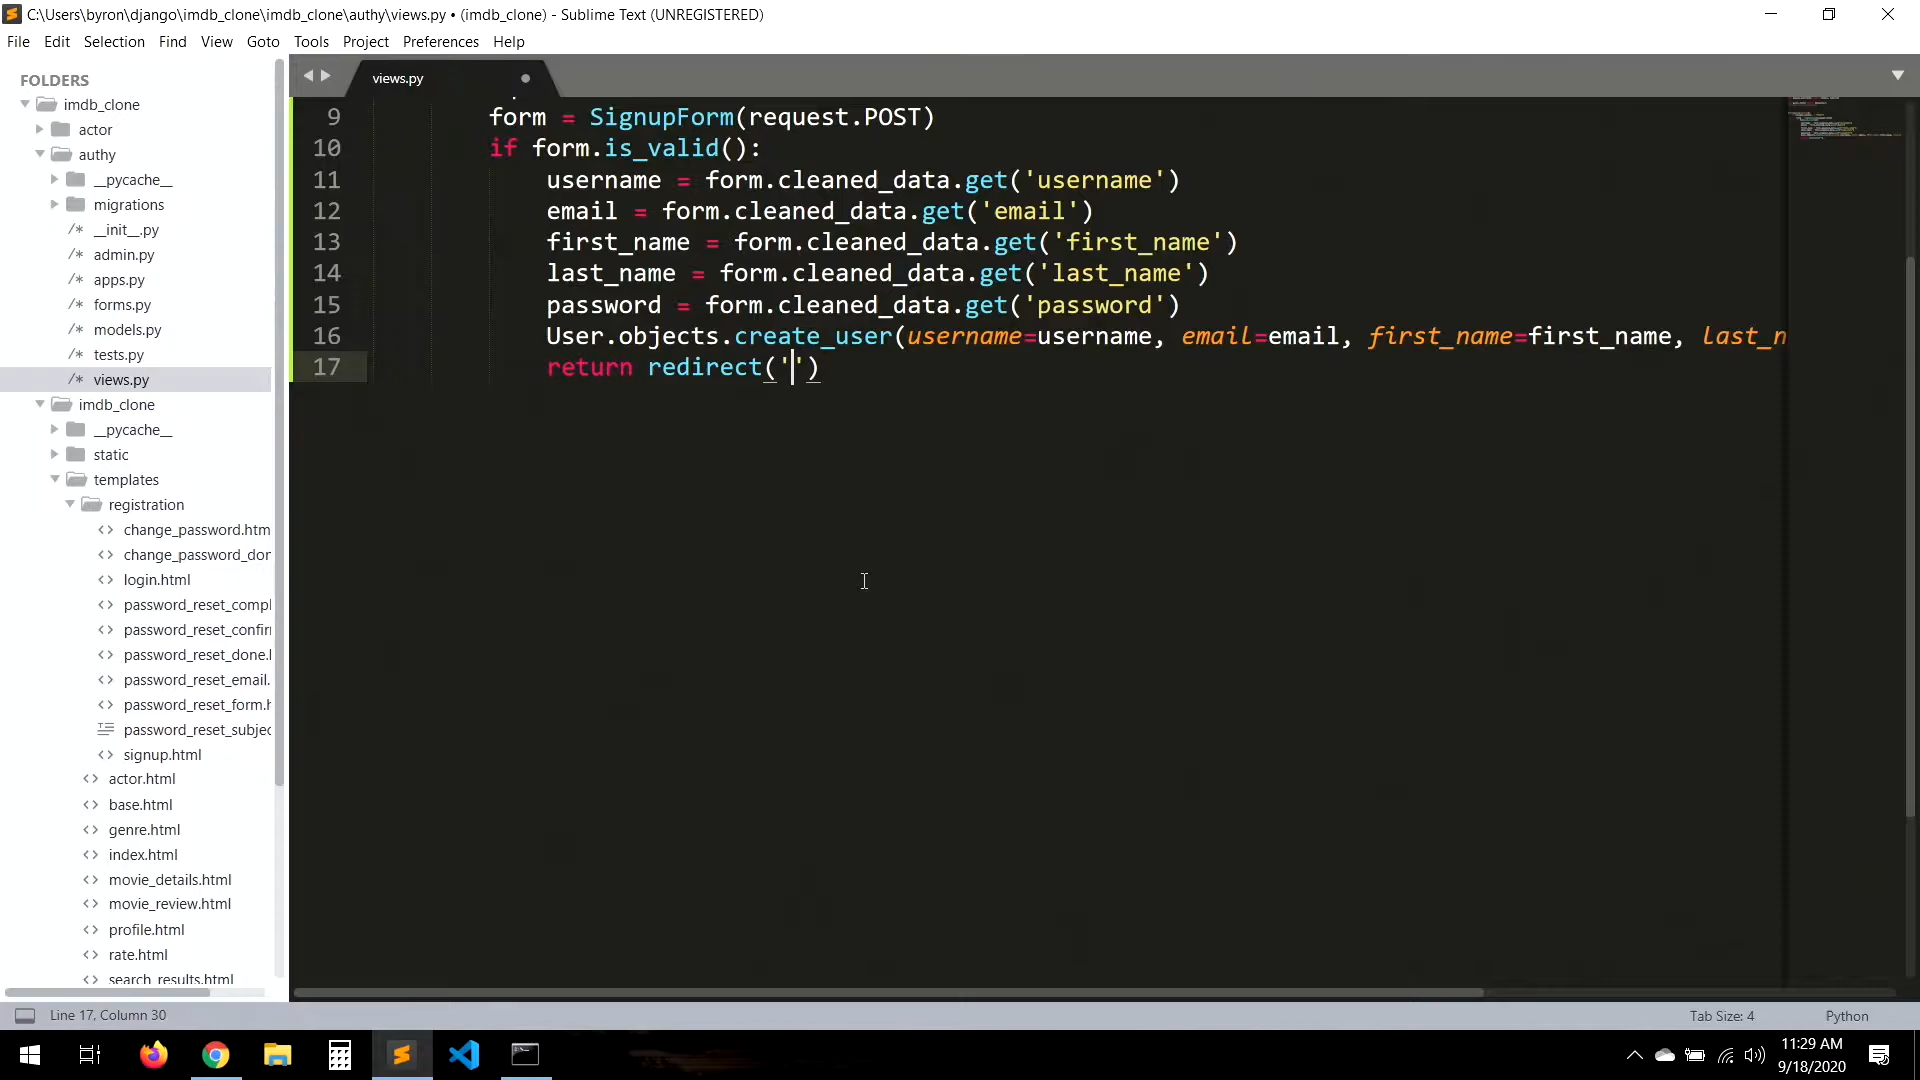 C:\Users\byron\django\imdb_clone\imdb_clone\authy\views.py • (imdb_clone) - Sublime Text (UNREGISTERED)
File Edit Selection Find View Goto Tools Project Preferences Help
FOLDERS
imdb_clone
actor
authy
__pycache__
migrations
__init__.py
admin.py
apps.py
forms.py
models.py
tests.py
views.py
imdb_clone
__pycache__
static
templates
registration
change_password.htm
change_password_don
login.html
password_reset_compl
password_reset_confir
password_reset_done.
password_reset_email.
password_reset_form.h
password_reset_subjec
signup.html
actor.html
base.html
genre.html
index.html
movie_details.html
movie_review.html
profile.html
rate.html
search_results.html
views.py
9 form = SignupForm(request.POST)
10 if form.is_valid():
11 username = form.cleaned_data.get('username')
12 email = form.cleaned_data.get('email')
13 first_name = form.cleaned_data.get('first_name')
14 last_name = form.cleaned_data.get('last_name')
15 password = form.cleaned_data.get('password')
16 User.objects.create_user(username=username, email=email, first_name=first_name, last_n
17 return redirect('')
Line 17, Column 30
Tab Size: 4
Python
11:29 AM
9/18/2020